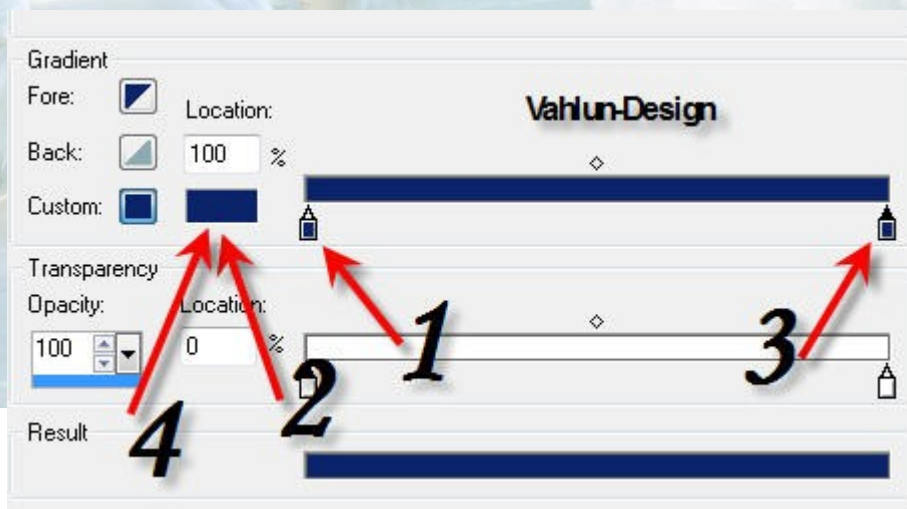 Gradient
Fore:
Location:
Vahlun-Design
Back:
100 %
Custom:
Transparency
Opacity:
Location:
1
3
100
0 %
4
2
Result